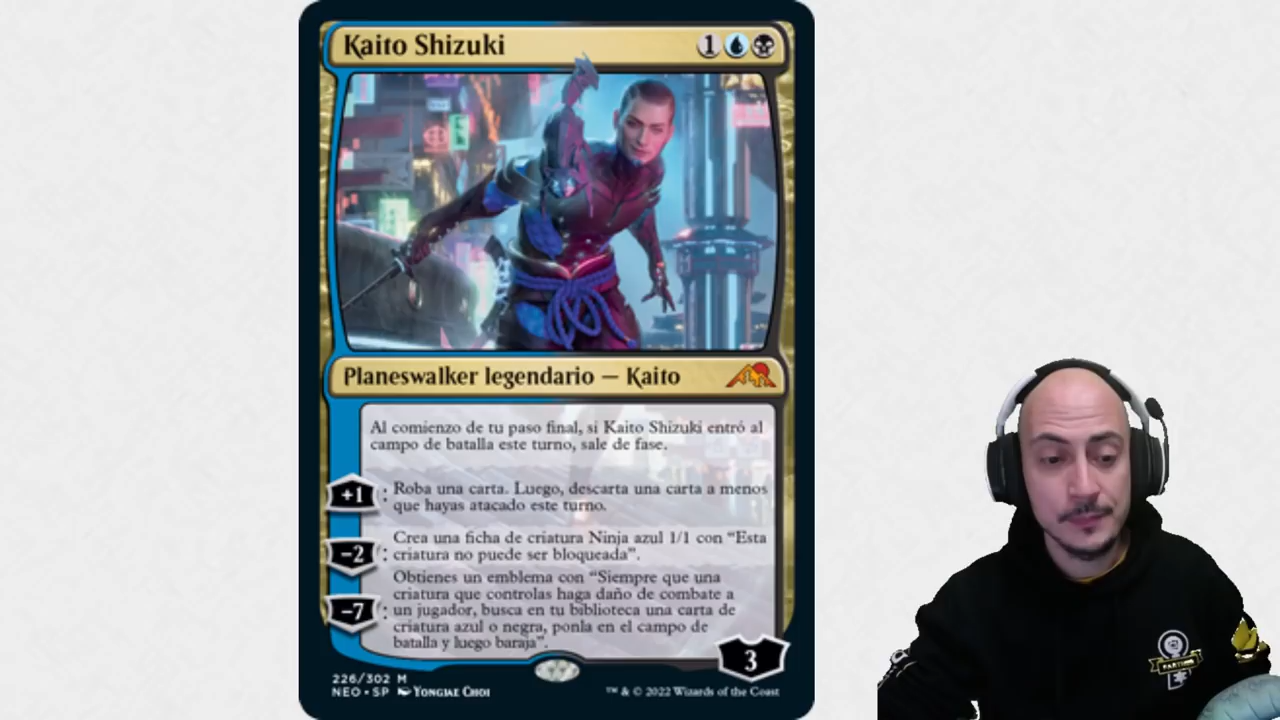 Kaito Shizuki
1
Planeswalker legendario — Kaito
Al comienzo de tu paso final, si Kaito Shizuki entró al
campo de batalla este turno, sale de fase.
+1: Roba una carta. Luego, descarta una carta a menos
que hayas atacado este turno.
−2: Crea una ficha de criatura Ninja azul 1/1 con “Esta
criatura no puede ser bloqueada”.
Obtienes un emblema con “Siempre que una
criatura que controlas haga daño de combate a
−7: un jugador, busca en tu biblioteca una carta de
criatura azul o negra, ponla en el campo de
batalla y luego baraja”.
3
226/302 M
NEO • SP YONGJAE CHOI
™ & © 2022 Wizards of the Coast